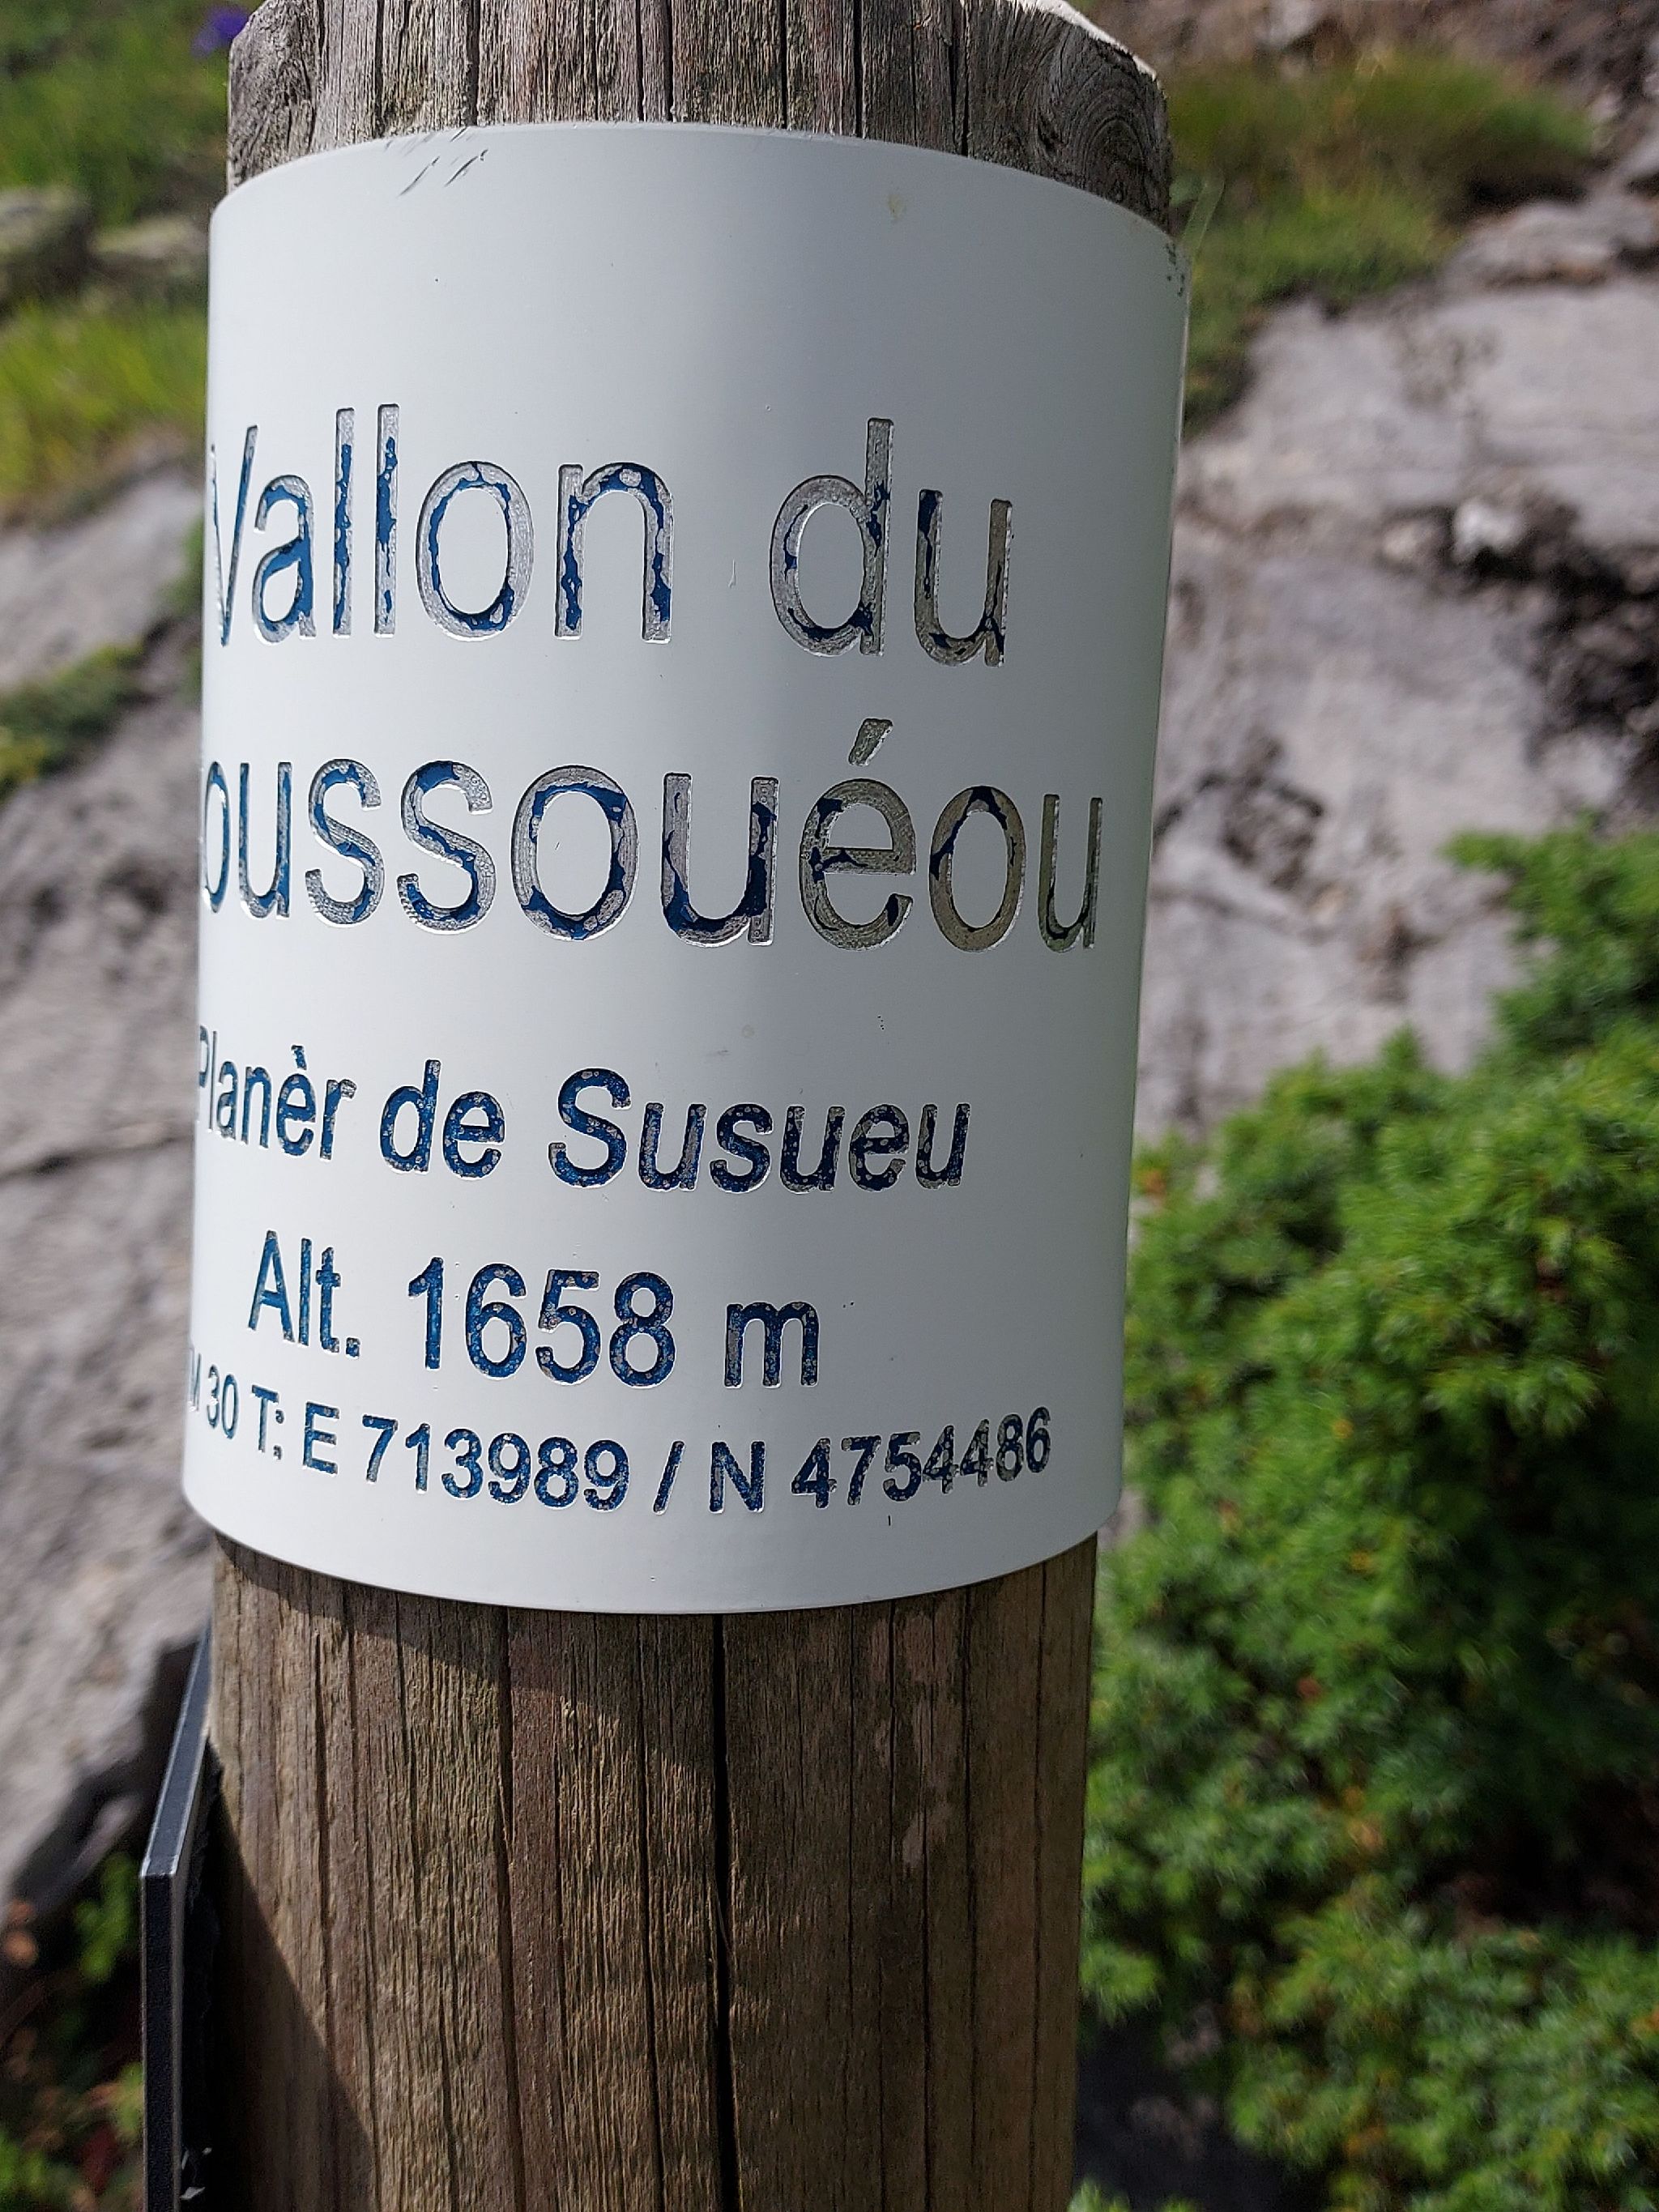 Vallon du
oussouéou
Planèr de Susueu
Alt. 1658 m
M 30 T: E 713989 / N 4754486